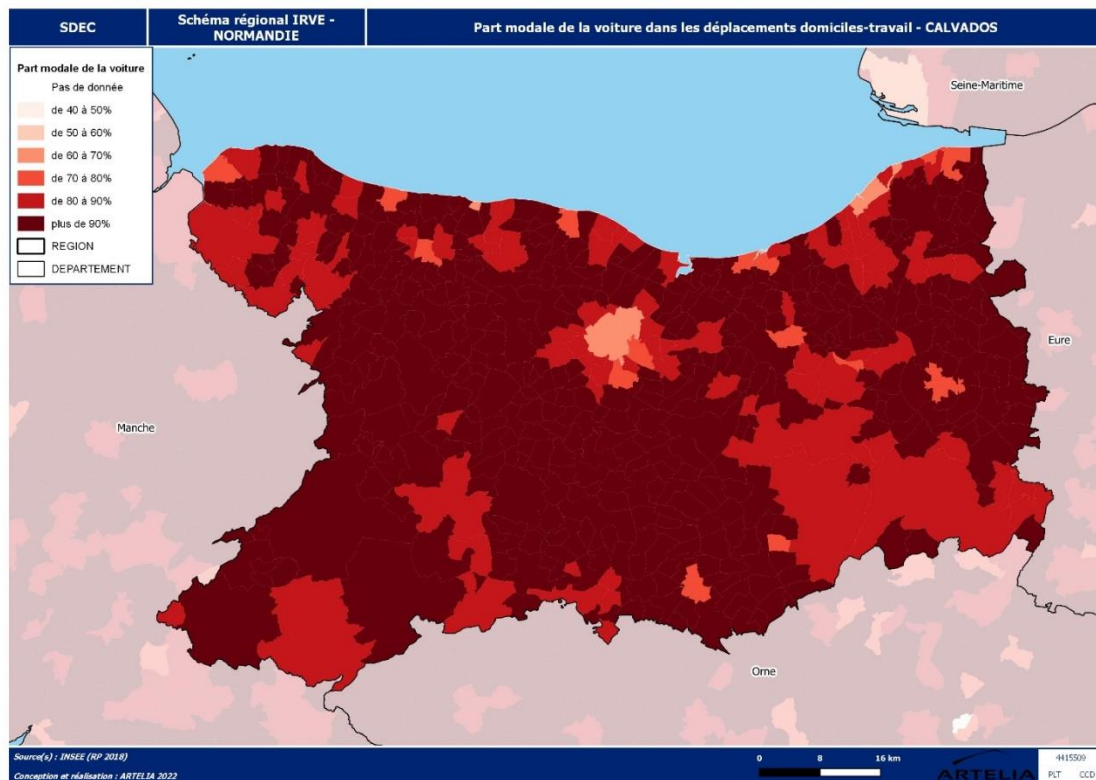 SDEC
Schéma régional IRVE -
NORMANDIE
Part modale de la voiture dans les déplacements domiciles-travail - CALVADOS
Part modale de la voiture
Pas de donnée
de 40 à 50%
de 50 à 60%
de 60 à 70%
de 70 à 80%
de 80 à 90%
plus de 90%
REGION
DEPARTEMENT
Seine-Maritime
Eure
Manche
Orne
Source(s) : INSEE (RP 2018)
Conception et réalisation : ARTELIA 2022
0 8 16 km
ARTELIA
4415509
PLT CCD